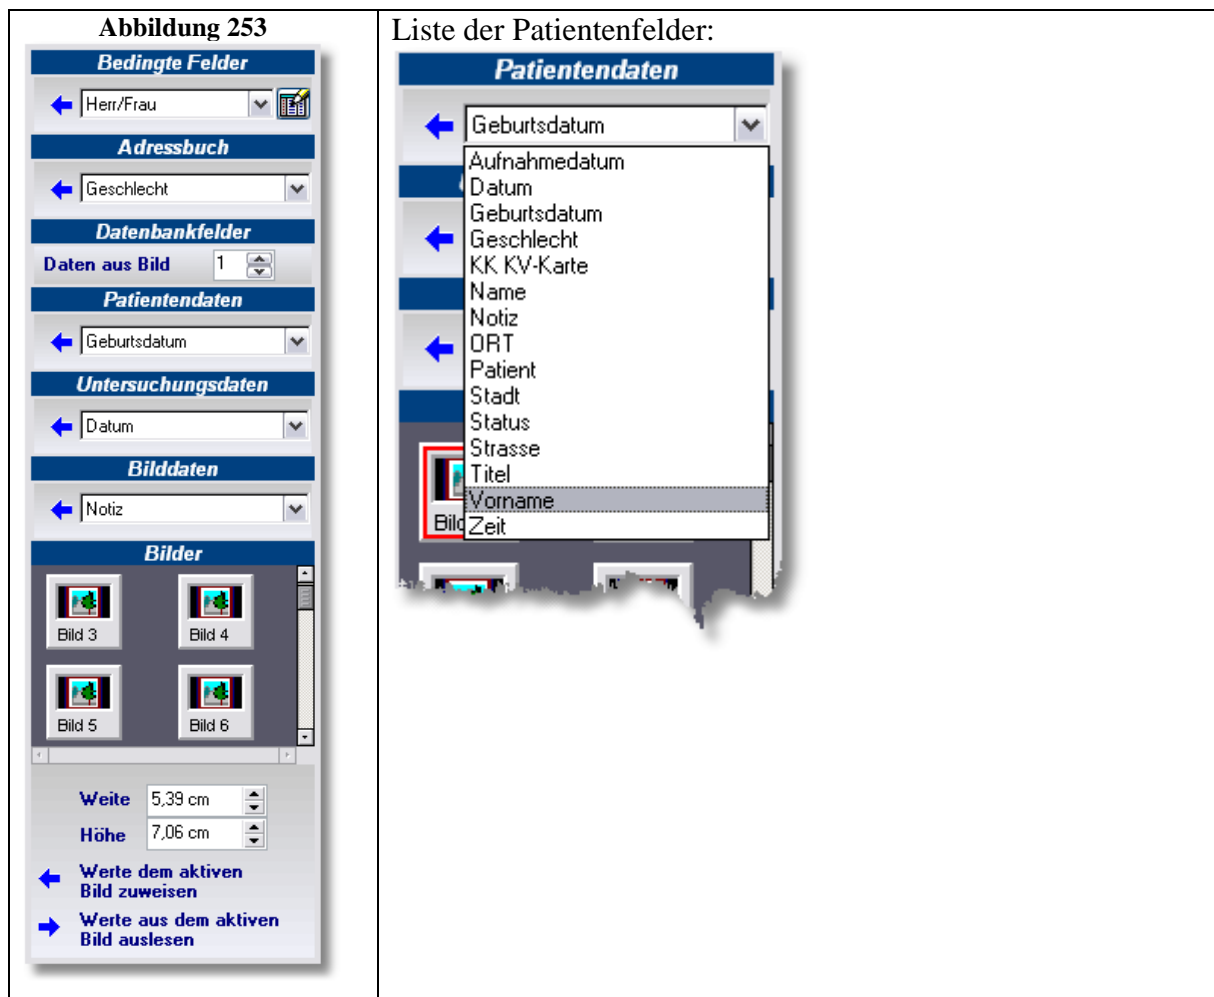 Abbildung 253
Bedingte Felder
Herr/Frau
Adressbuch
Geschlecht
Datenbankfelder
Daten aus Bild 1
Patientendaten
Geburtsdatum
Untersuchungsdaten
Datum
Bilddaten
Notiz
Bilder
Bild 3 Bild 4
Bild 5 Bild 6
Weite 5,39 cm
Höhe 7,06 cm
Werte dem aktiven
Bild zuweisen
Werte aus dem aktiven
Bild auslesen
Liste der Patientenfelder:
Patientendaten
Geburtsdatum
Aufnahmedatum
Datum
Geburtsdatum
Geschlecht
KK KV-Karte
Name
Notiz
ORT
Patient
Stadt
Status
Strasse
Titel
Vorname
Zeit